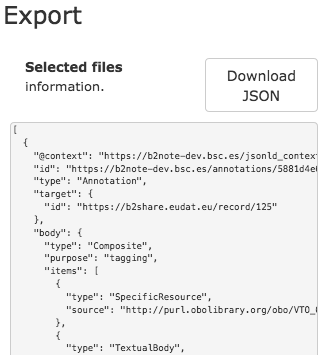 Export
Selected files
information.
Download
JSON
[
{
"@context": "https://b2note-dev.bsc.es/jsonld_context
"id": "https://b2note-dev.bsc.es/annotations/5881d4e
"type": "Annotation",
"target": {
"id": "https://b2share.eudat.eu/record/125"
},
"body": {
"type": "Composite",
"purpose": "tagging",
"items": [
{
"type": "SpecificResource",
"source": "http://purl.obolibrary.org/obo/VTO_
},
{
"type": "TextualBody",